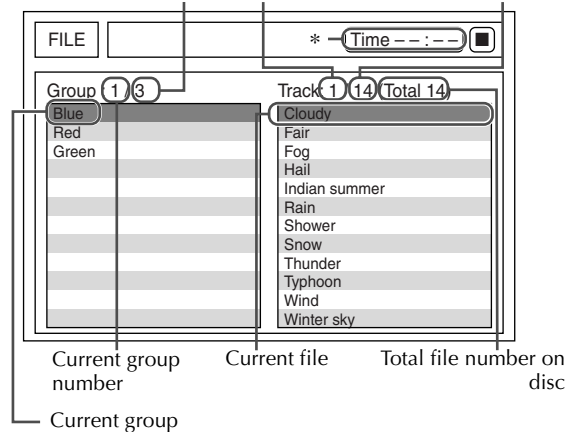 FILE
* Time – – : – –
Group 1 / 3
Track 1 / 14 (Total 14)
Blue
Red
Green
Cloudy
Fair
Fog
Hail
Indian summer
Rain
Shower
Snow
Thunder
Typhoon
Wind
Winter sky
Current group
number
Current file
Total file number on
disc
Current group